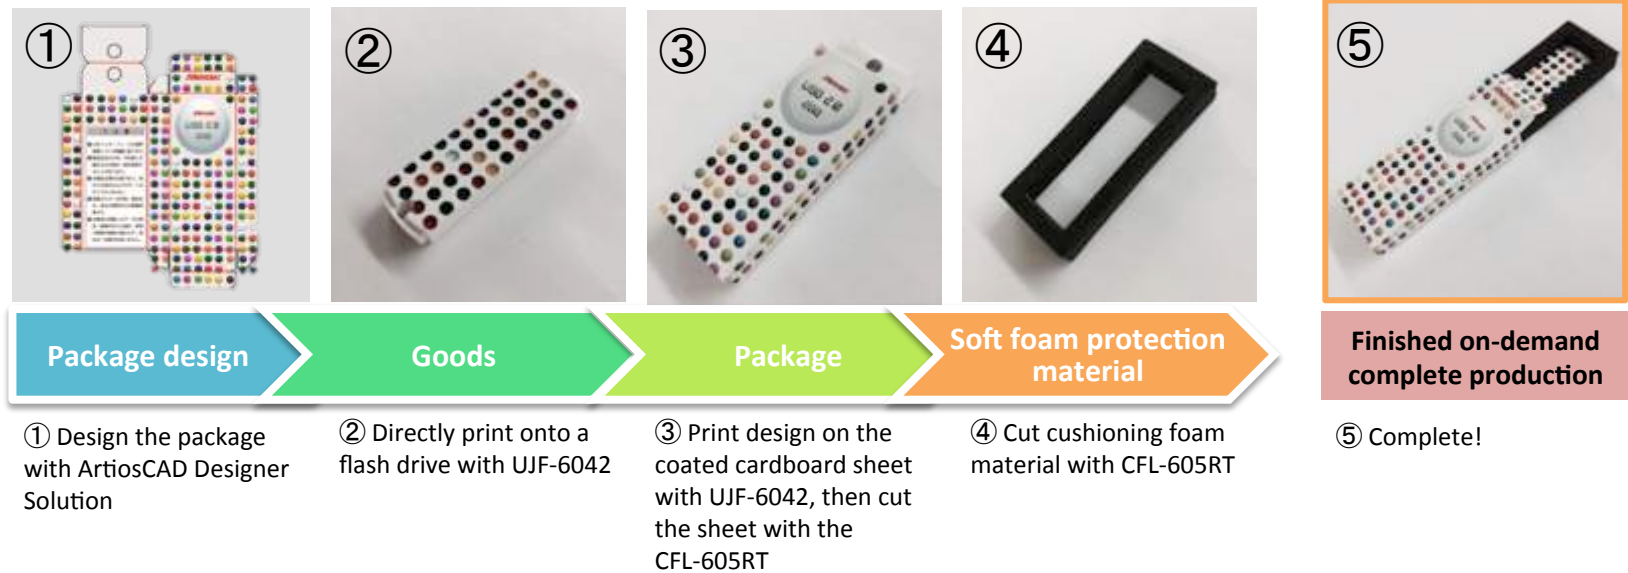 ①
②
③
④
⑤
USB 2.0
Package design
Goods
Package
Soft foam protection
material
Finished on-demand
complete production
① Design the package
with ArtiosCAD Designer
Solution
② Directly print onto a
flash drive with UJF-6042
③ Print design on the
coated cardboard sheet
with UJF-6042, then cut
the sheet with the
CFL-605RT
④ Cut cushioning foam
material with CFL-605RT
⑤ Complete!